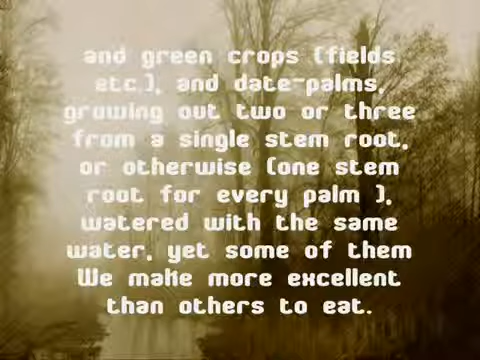 and green crops (fields
etc.), and date-palms,
growing out two or three
from a single stem root,
or otherwise (one stem
root for every palm ),
watered with the same
water, yet some of them
We make more excellent
than others to eat.